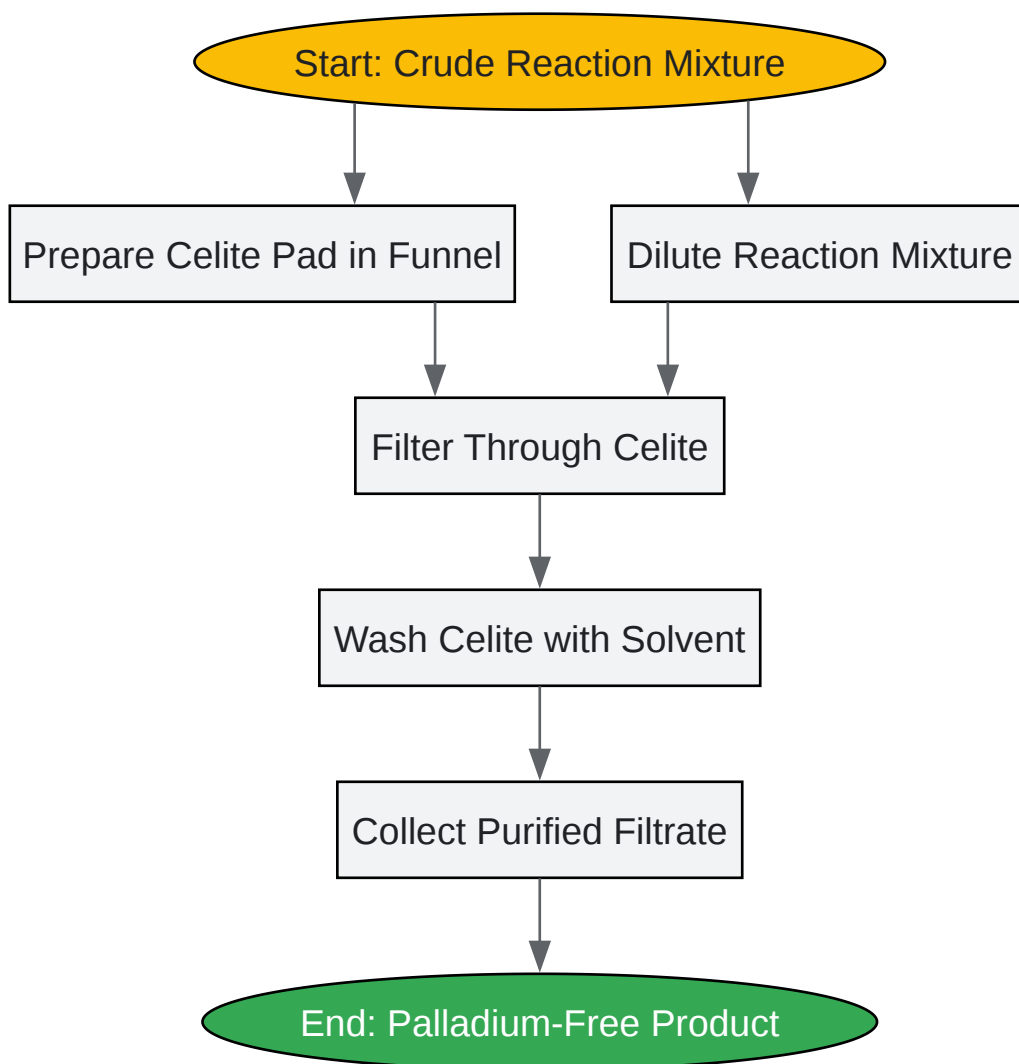 Start: Crude Reaction Mixture
Prepare Celite Pad in Funnel
Dilute Reaction Mixture
Filter Through Celite
Wash Celite with Solvent
Collect Purified Filtrate
End: Palladium-Free Product